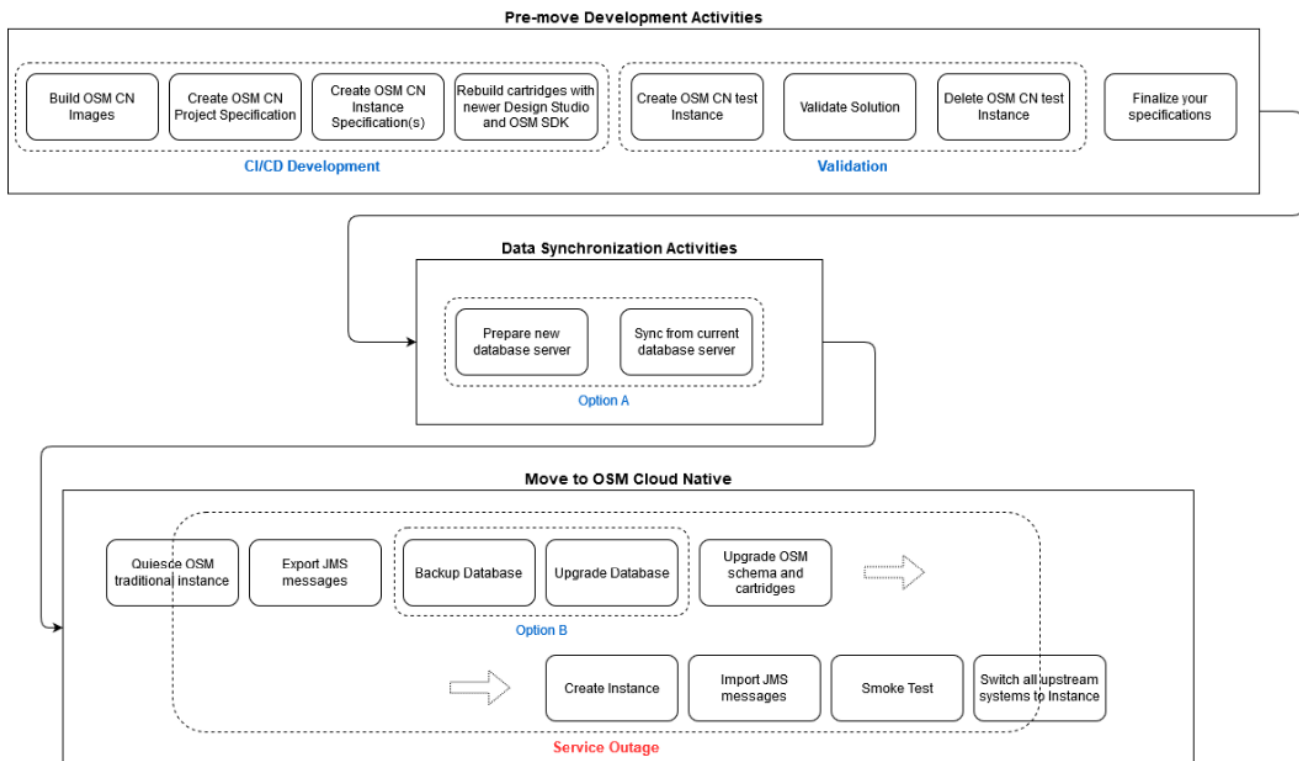 Pre-move Development Activities
Build OSM CN
Images
Create OSM CN
Project Specification
Create OSM CN
Instance
Specification(s)
Rebuild cartridges with
newer Design Studio
and OSM SDK
CI/CD Development
Create OSM CN test
Instance
Validate Solution
Delete OSM CN test
Instance
Validation
Finalize your
specifications
Data Synchronization Activities
Prepare new
database server
Sync from current
database server
Option A
Move to OSM Cloud Native
Quiesce OSM
traditional instance
Export JMS
messages
Backup Database
Upgrade Database
Option B
Upgrade OSM
schema and
cartridges
Create Instance
Import JMS
messages
Smoke Test
Switch all upstream
systems to Instance
Service Outage